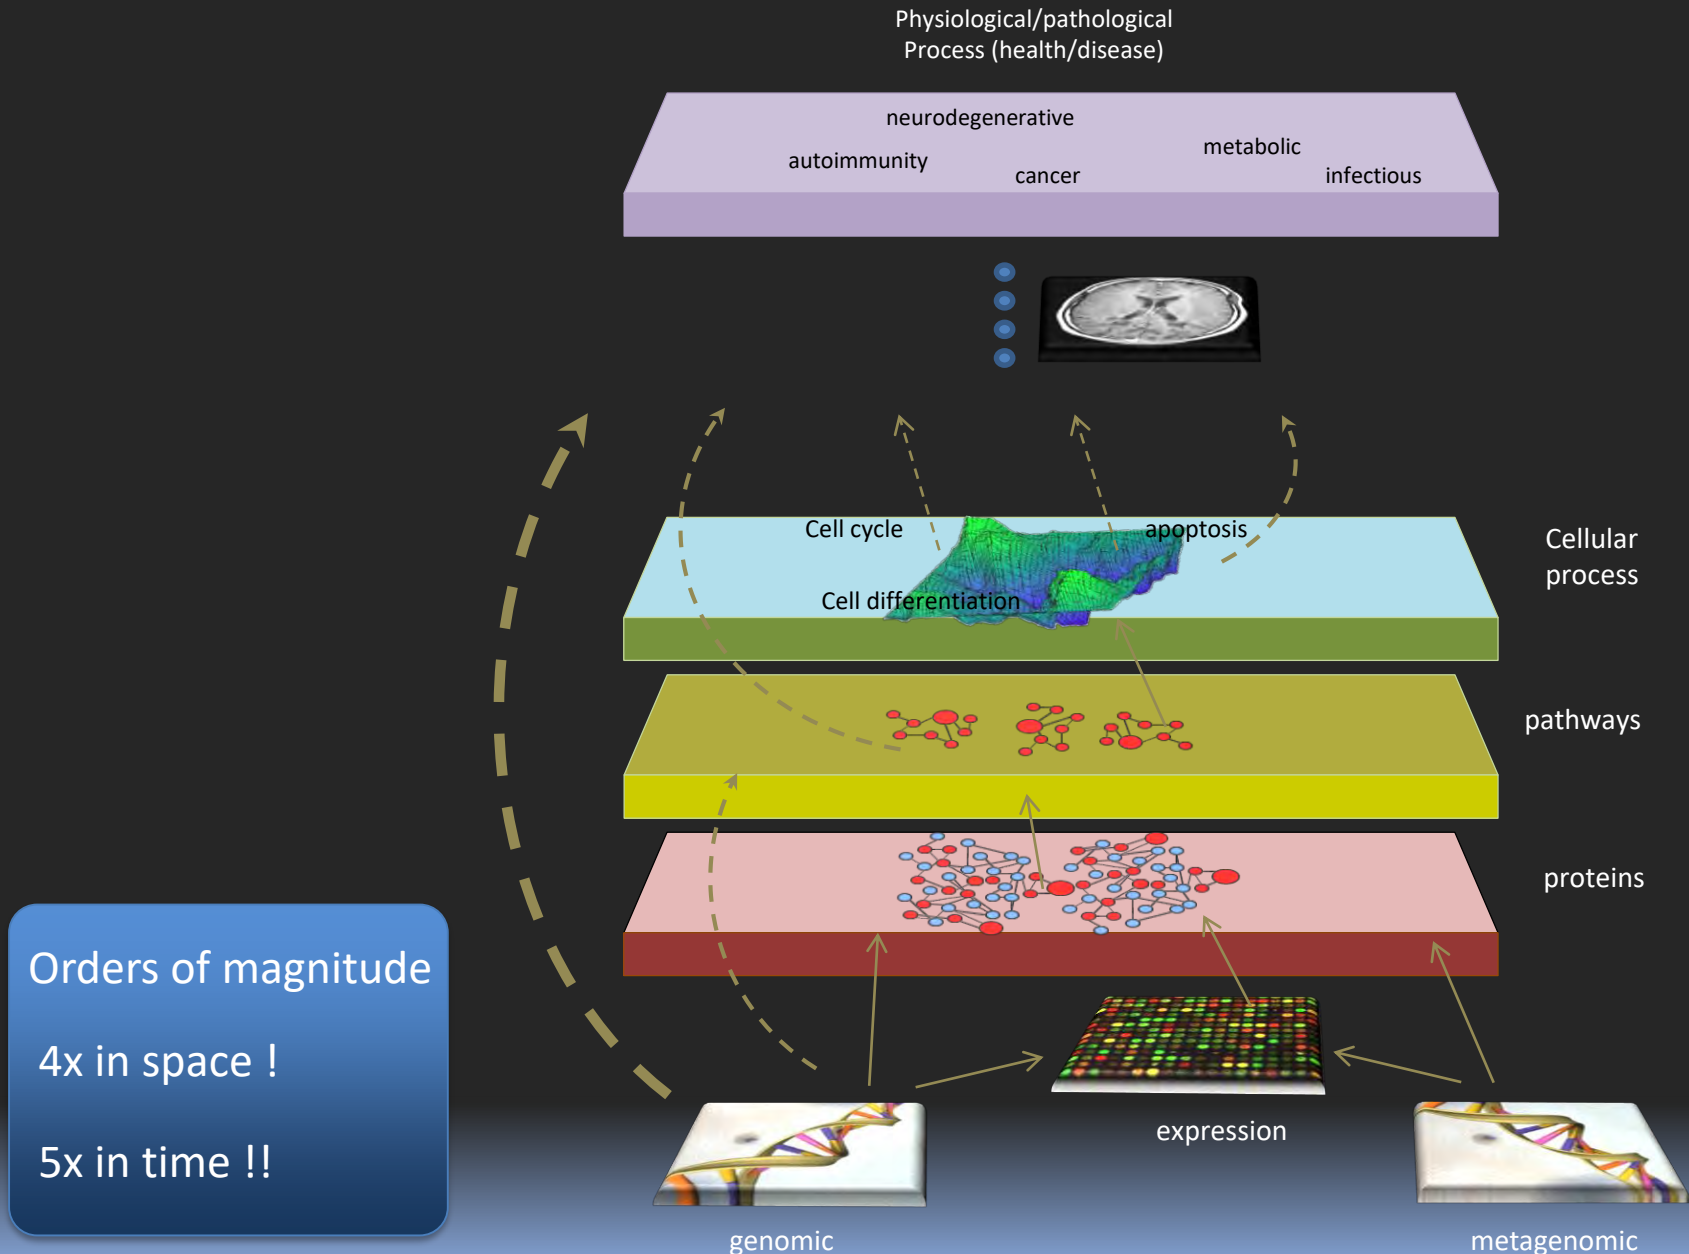 Physiological/pathological
Process (health/disease)
neurodegenerative
metabolic
autoimmunity
cancer
infectious
Cell cycle
apoptosis
Cellular
process
Cell differentiation
pathways
proteins
Orders of magnitude
4x in space !
5x in time !!
expression
genomic
metagenomic